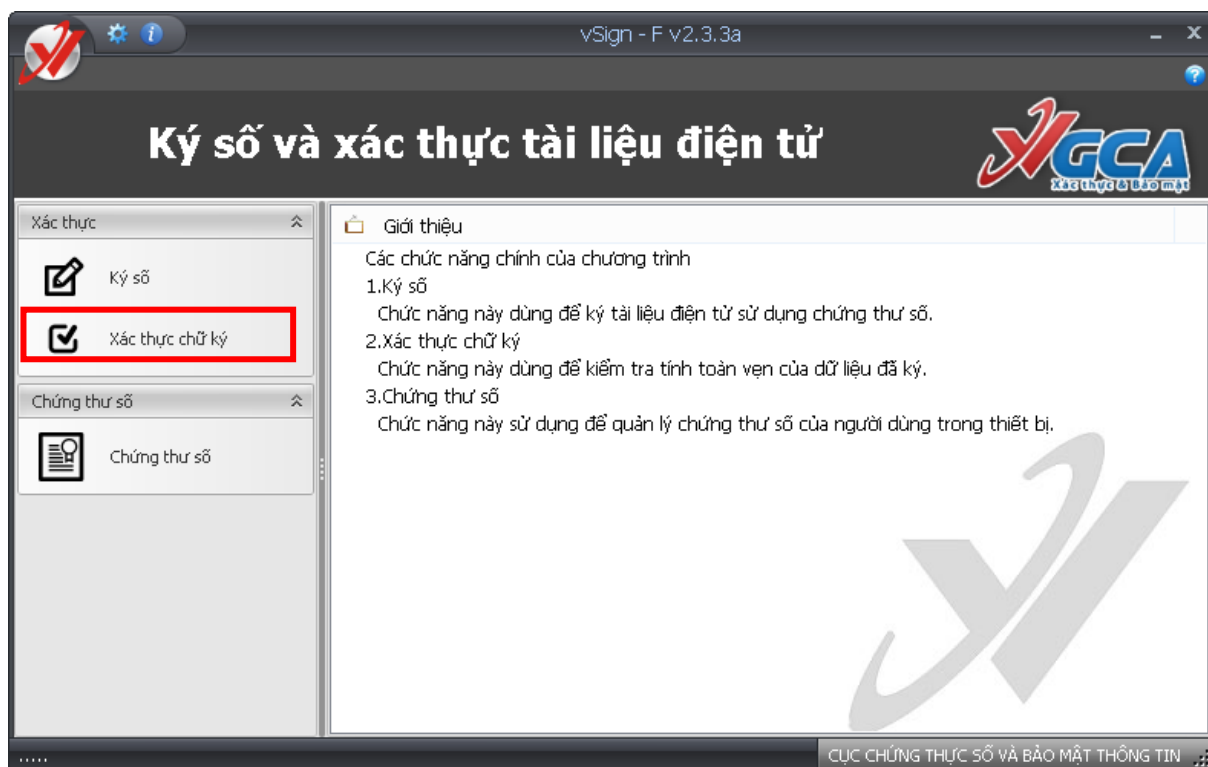 vSign - F v2.3.3a
Ký số và xác thực tài liệu điện tử
GCA
Xác thực & Bảo mật
Xác thực
Ký số
Xác thực chữ ký
Chứng thư số
Chứng thư số
Giới thiệu
Các chức năng chính của chương trình
1.Ký số
Chức năng này dùng để ký tài liệu điện tử sử dụng chứng thư số.
2.Xác thực chữ ký
Chức năng này dùng để kiểm tra tính toàn vẹn của dữ liệu đã ký.
3.Chứng thư số
Chức năng này sử dụng để quản lý chứng thư số của người dùng trong thiết bị.
.....
CỤC CHỨNG THỰC SỐ VÀ BẢO MẬT THÔNG TIN